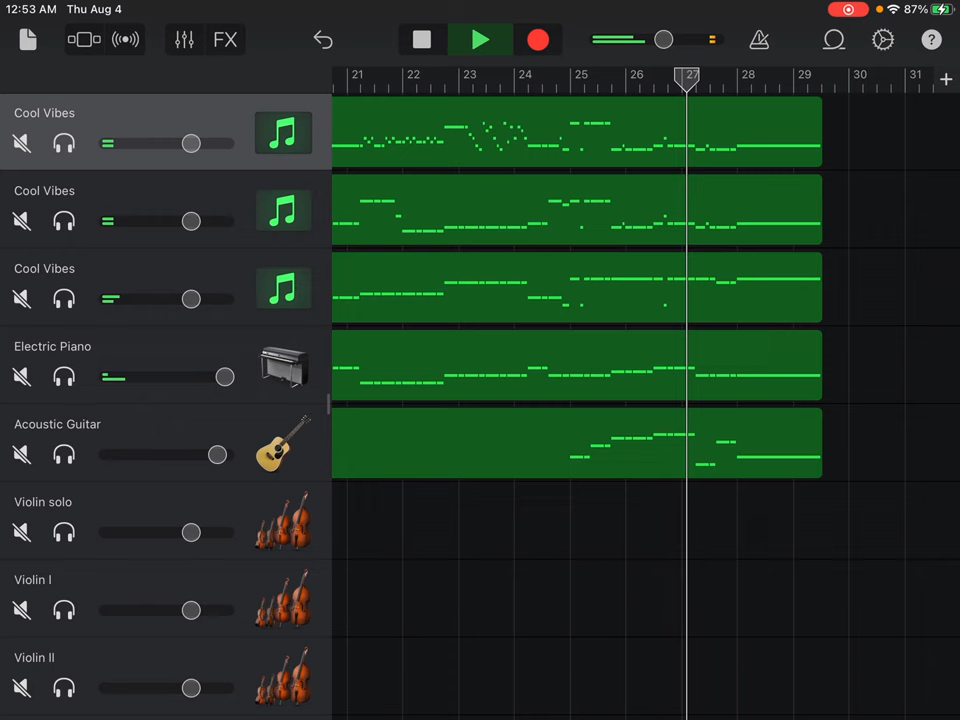 12:53 AM Thu Aug 4
87%
FX
?
21 22 23 24 25 26 27 28 29 30 31 +
Cool Vibes
Cool Vibes
Cool Vibes
Electric Piano
Acoustic Guitar
Violin solo
Violin I
Violin II